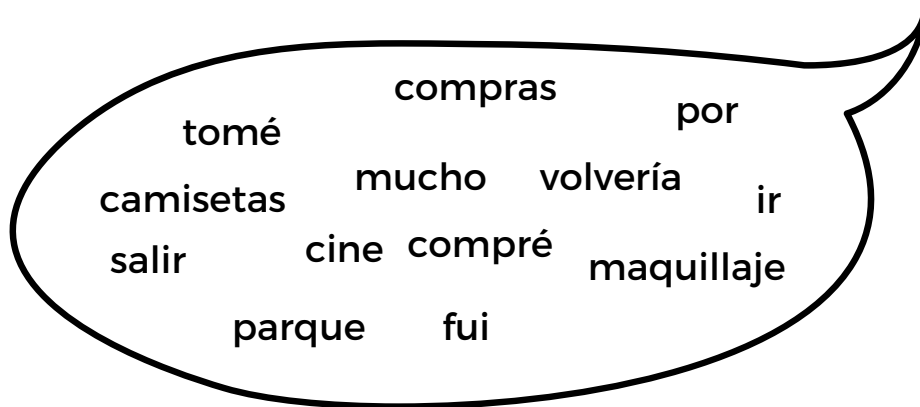 compras
por
tomé
mucho
volvería
camisetas
ir
cine
compré
salir
maquillaje
parque
fui